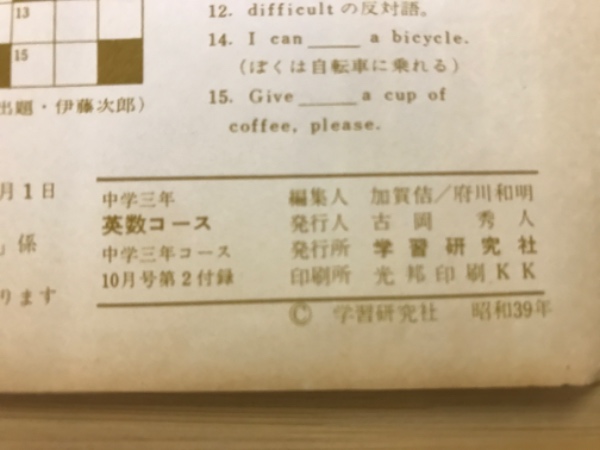 13
15
12. difficult の反対語。
14. I can ____ a bicycle.
(ぼくは自転車に乗れる)
15. Give ____ a cup of
coffee, please.
出題・伊藤次郎)
月1日
係
ります
中学三年
英数コース
中学三年コース
10月号第2付録
編集人 加賀佶/府川和明
発行人 古岡秀人
発行所 学習研究社
印刷所 光邦印刷KK
© 学習研究社 昭和39年